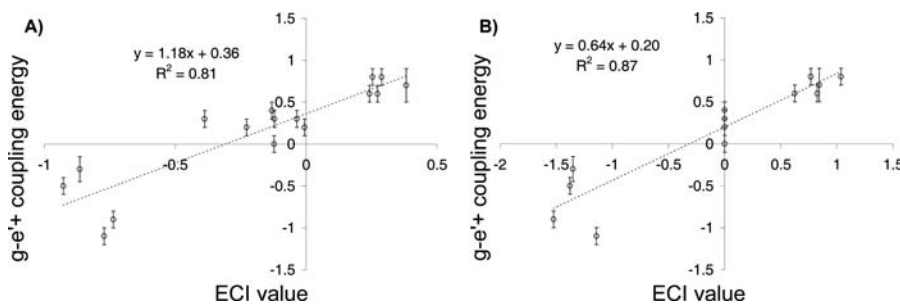 A)
y = 1.18x + 0.36
R² = 0.81
g-e'+ coupling energy
1.5
1
0.5
0
-0.5
-1
-1.5
-1
-0.5
0
0.5
ECI value
B)
y = 0.64x + 0.20
R² = 0.87
g-e'+ coupling energy
1.5
1
0.5
0
-0.5
-1
-1.5
-2
-1.5
-1
-0.5
0
0.5
1
1.5
ECI value